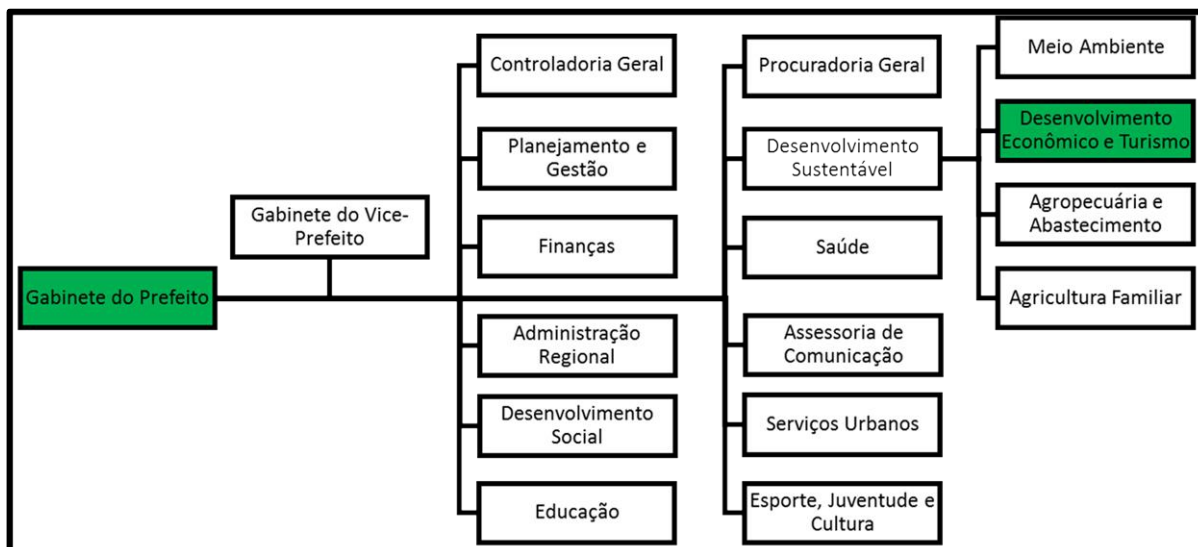 Gabinete do Prefeito
Gabinete do Vice-
Prefeito
Controladoria Geral
Planejamento e
Gestão
Finanças
Administração
Regional
Desenvolvimento
Social
Educação
Procuradoria Geral
Desenvolvimento
Sustentável
Saúde
Assessoria de
Comunicação
Serviços Urbanos
Esporte, Juventude e
Cultura
Meio Ambiente
Desenvolvimento
Econômico e Turismo
Agropecuária e
Abastecimento
Agricultura Familiar